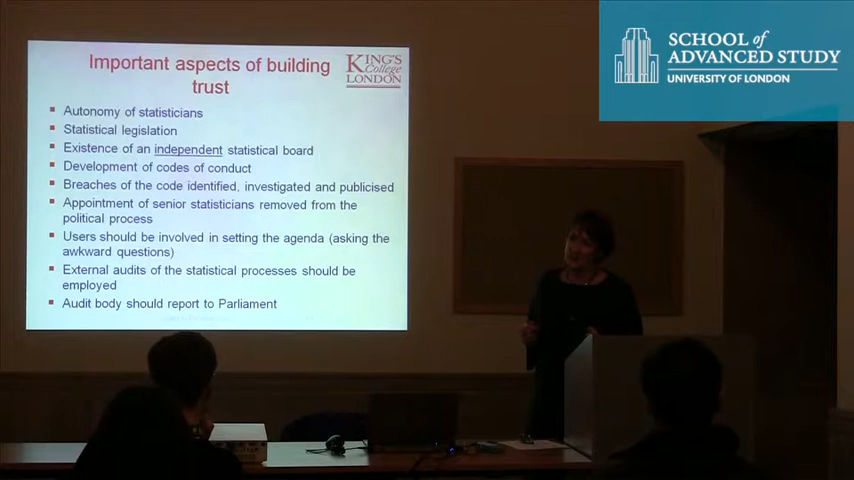 Important aspects of building
trust
KING'S
College
LONDON
Autonomy of statisticians
Statistical legislation
Existence of an independent statistical board
Development of codes of conduct
Breaches of the code identified, investigated and publicised
Appointment of senior statisticians removed from the
political process
Users should be involved in setting the agenda (asking the
awkward questions)
External audits of the statistical processes should be
employed
Audit body should report to Parliament
SCHOOL of
ADVANCED STUDY
UNIVERSITY OF LONDON